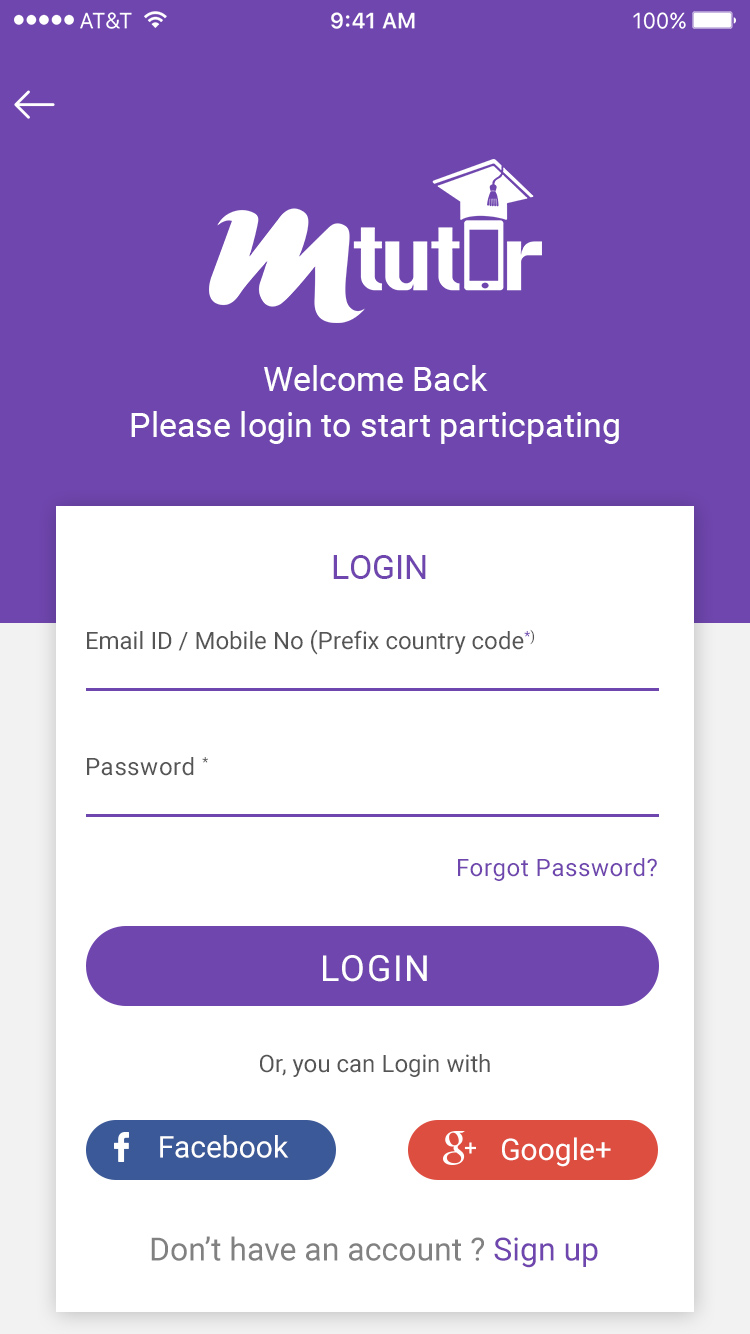 AT&T 9:41 AM 100%
Mtutor
Welcome Back
Please login to start particpating
LOGIN
Email ID / Mobile No (Prefix country code*)
Password *
Forgot Password?
LOGIN
Or, you can Login with
f Facebook g+ Google+
Don’t have an account ? Sign up